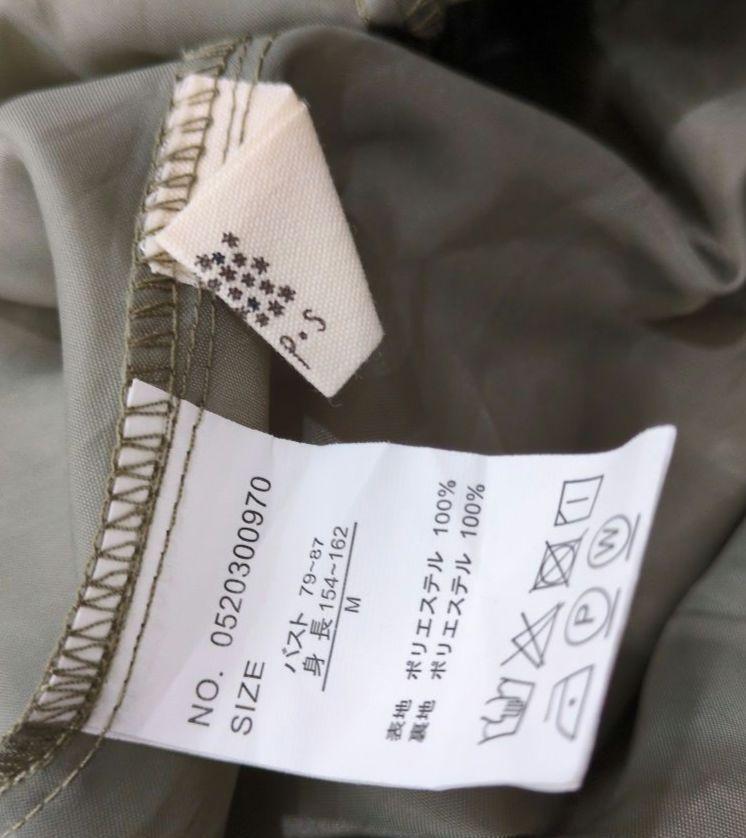 P•S
NO. 0520300970
SIZE
バスト 79~87
身長 154~162
M
表地 ポリエステル 100%
裏地 ポリエステル 100%
P
W